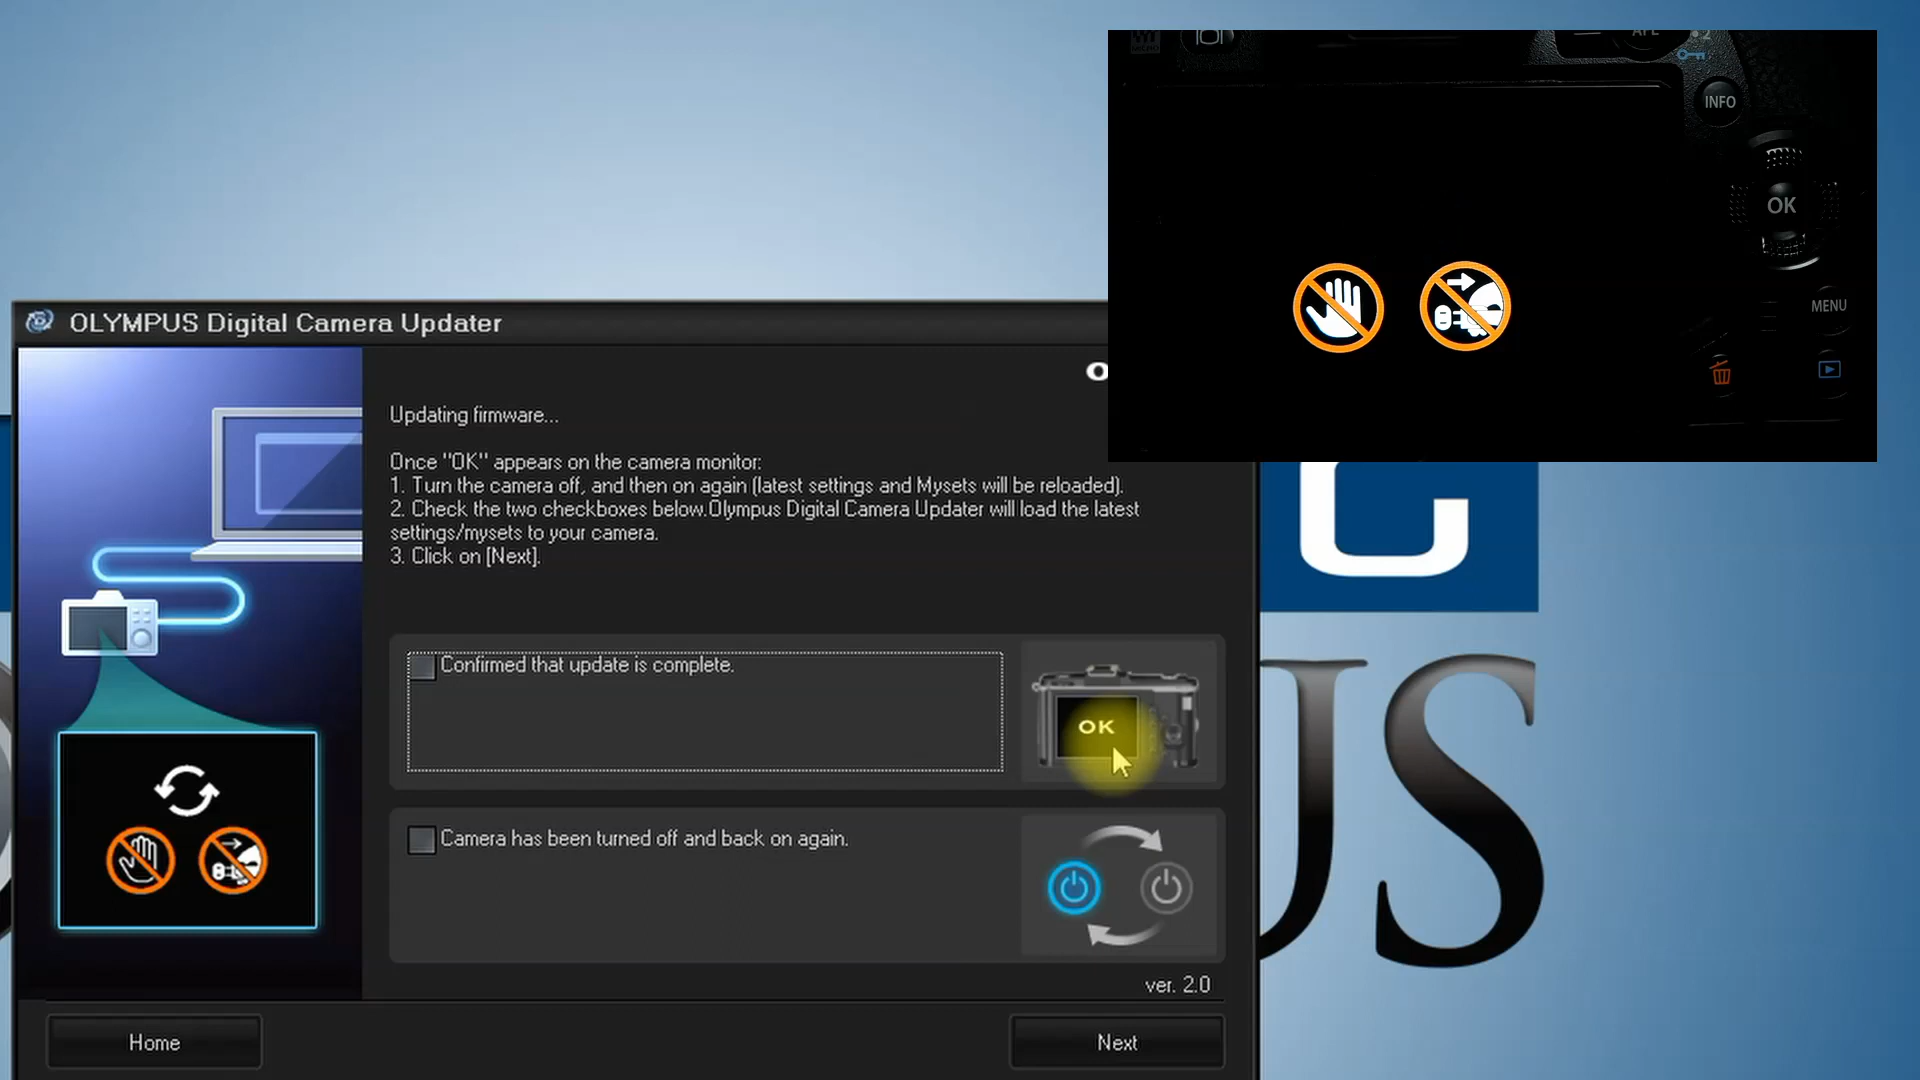 INFO
OK
MENU
OLYMPUS Digital Camera Updater
O
Updating firmware...
Once "OK" appears on the camera monitor:
1. Turn the camera off, and then on again (latest settings and Mysets will be reloaded).
2. Check the two checkboxes below.Olympus Digital Camera Updater will load the latest
settings/mysets to your camera.
3. Click on [Next].
Confirmed that update is complete.
OK
Camera has been turned off and back on again.
US
ver. 2.0
Home
Next